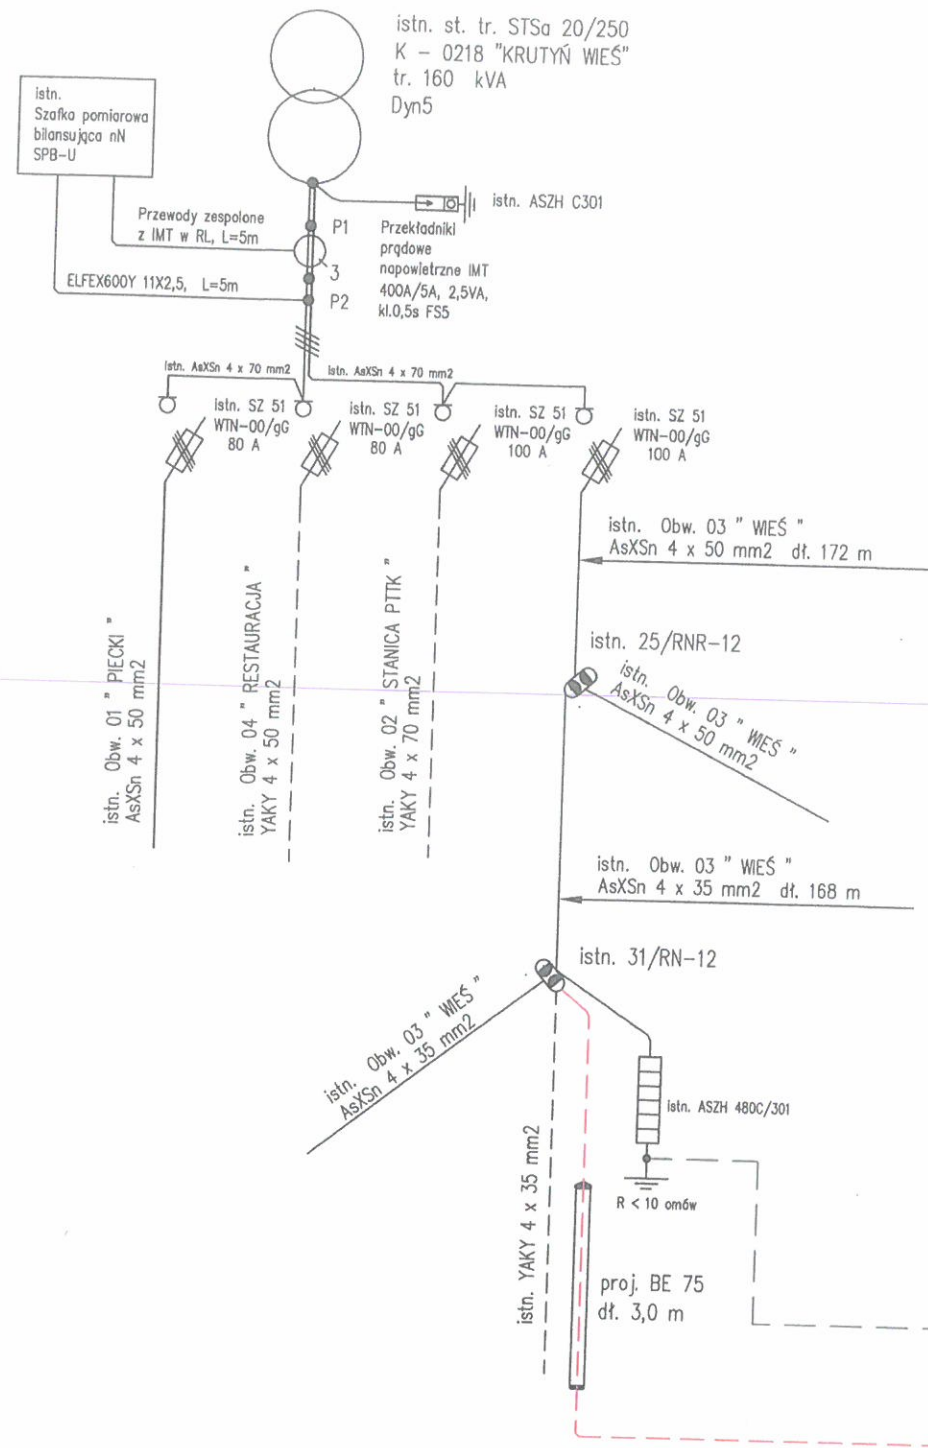 istn. st. tr. STSa 20/250
K - 0218 "KRUTYŃ WIEŚ"
tr. 160 kVA
Dyn5
istn.
Szafka pomiarowa
bilansująca nN
SPB-U
istn. ASZH C301
Przewody zespolone
z IMT w RL, L=5m
P1
3
P2
Przekładniki
prądowe
napowietrzne IMT
400A/5A, 2,5VA,
kl.0,5s FS5
ELFEX600Y 11X2,5, L=5m
istn. AsXSn 4 x 70 mm2
istn. AsXSn 4 x 70 mm2
istn. SZ 51
WTN-00/gG
80 A
istn. SZ 51
WTN-00/gG
80 A
istn. SZ 51
WTN-00/gG
100 A
istn. SZ 51
WTN-00/gG
100 A
istn. Obw. 03 " WIEŚ "
AsXSn 4 x 50 mm2 dł. 172 m
istn. Obw. 01 " PIECKI "
AsXSn 4 x 50 mm2
istn. Obw. 04 " RESTAURACJA "
YAKY 4 x 50 mm2
istn. Obw. 02 " STANICA PTTK "
YAKY 4 x 70 mm2
istn. 25/RNR-12
istn. Obw. 03 " WIEŚ "
AsXSn 4 x 50 mm2
istn. Obw. 03 " WIEŚ "
AsXSn 4 x 35 mm2 dł. 168 m
istn. 31/RN-12
istn. Obw. 03 " WIEŚ "
AsXSn 4 x 35 mm2
istn. ASZH 480C/301
R < 10 omów
istn. YAKY 4 x 35 mm2
proj. BE 75
dł. 3,0 m